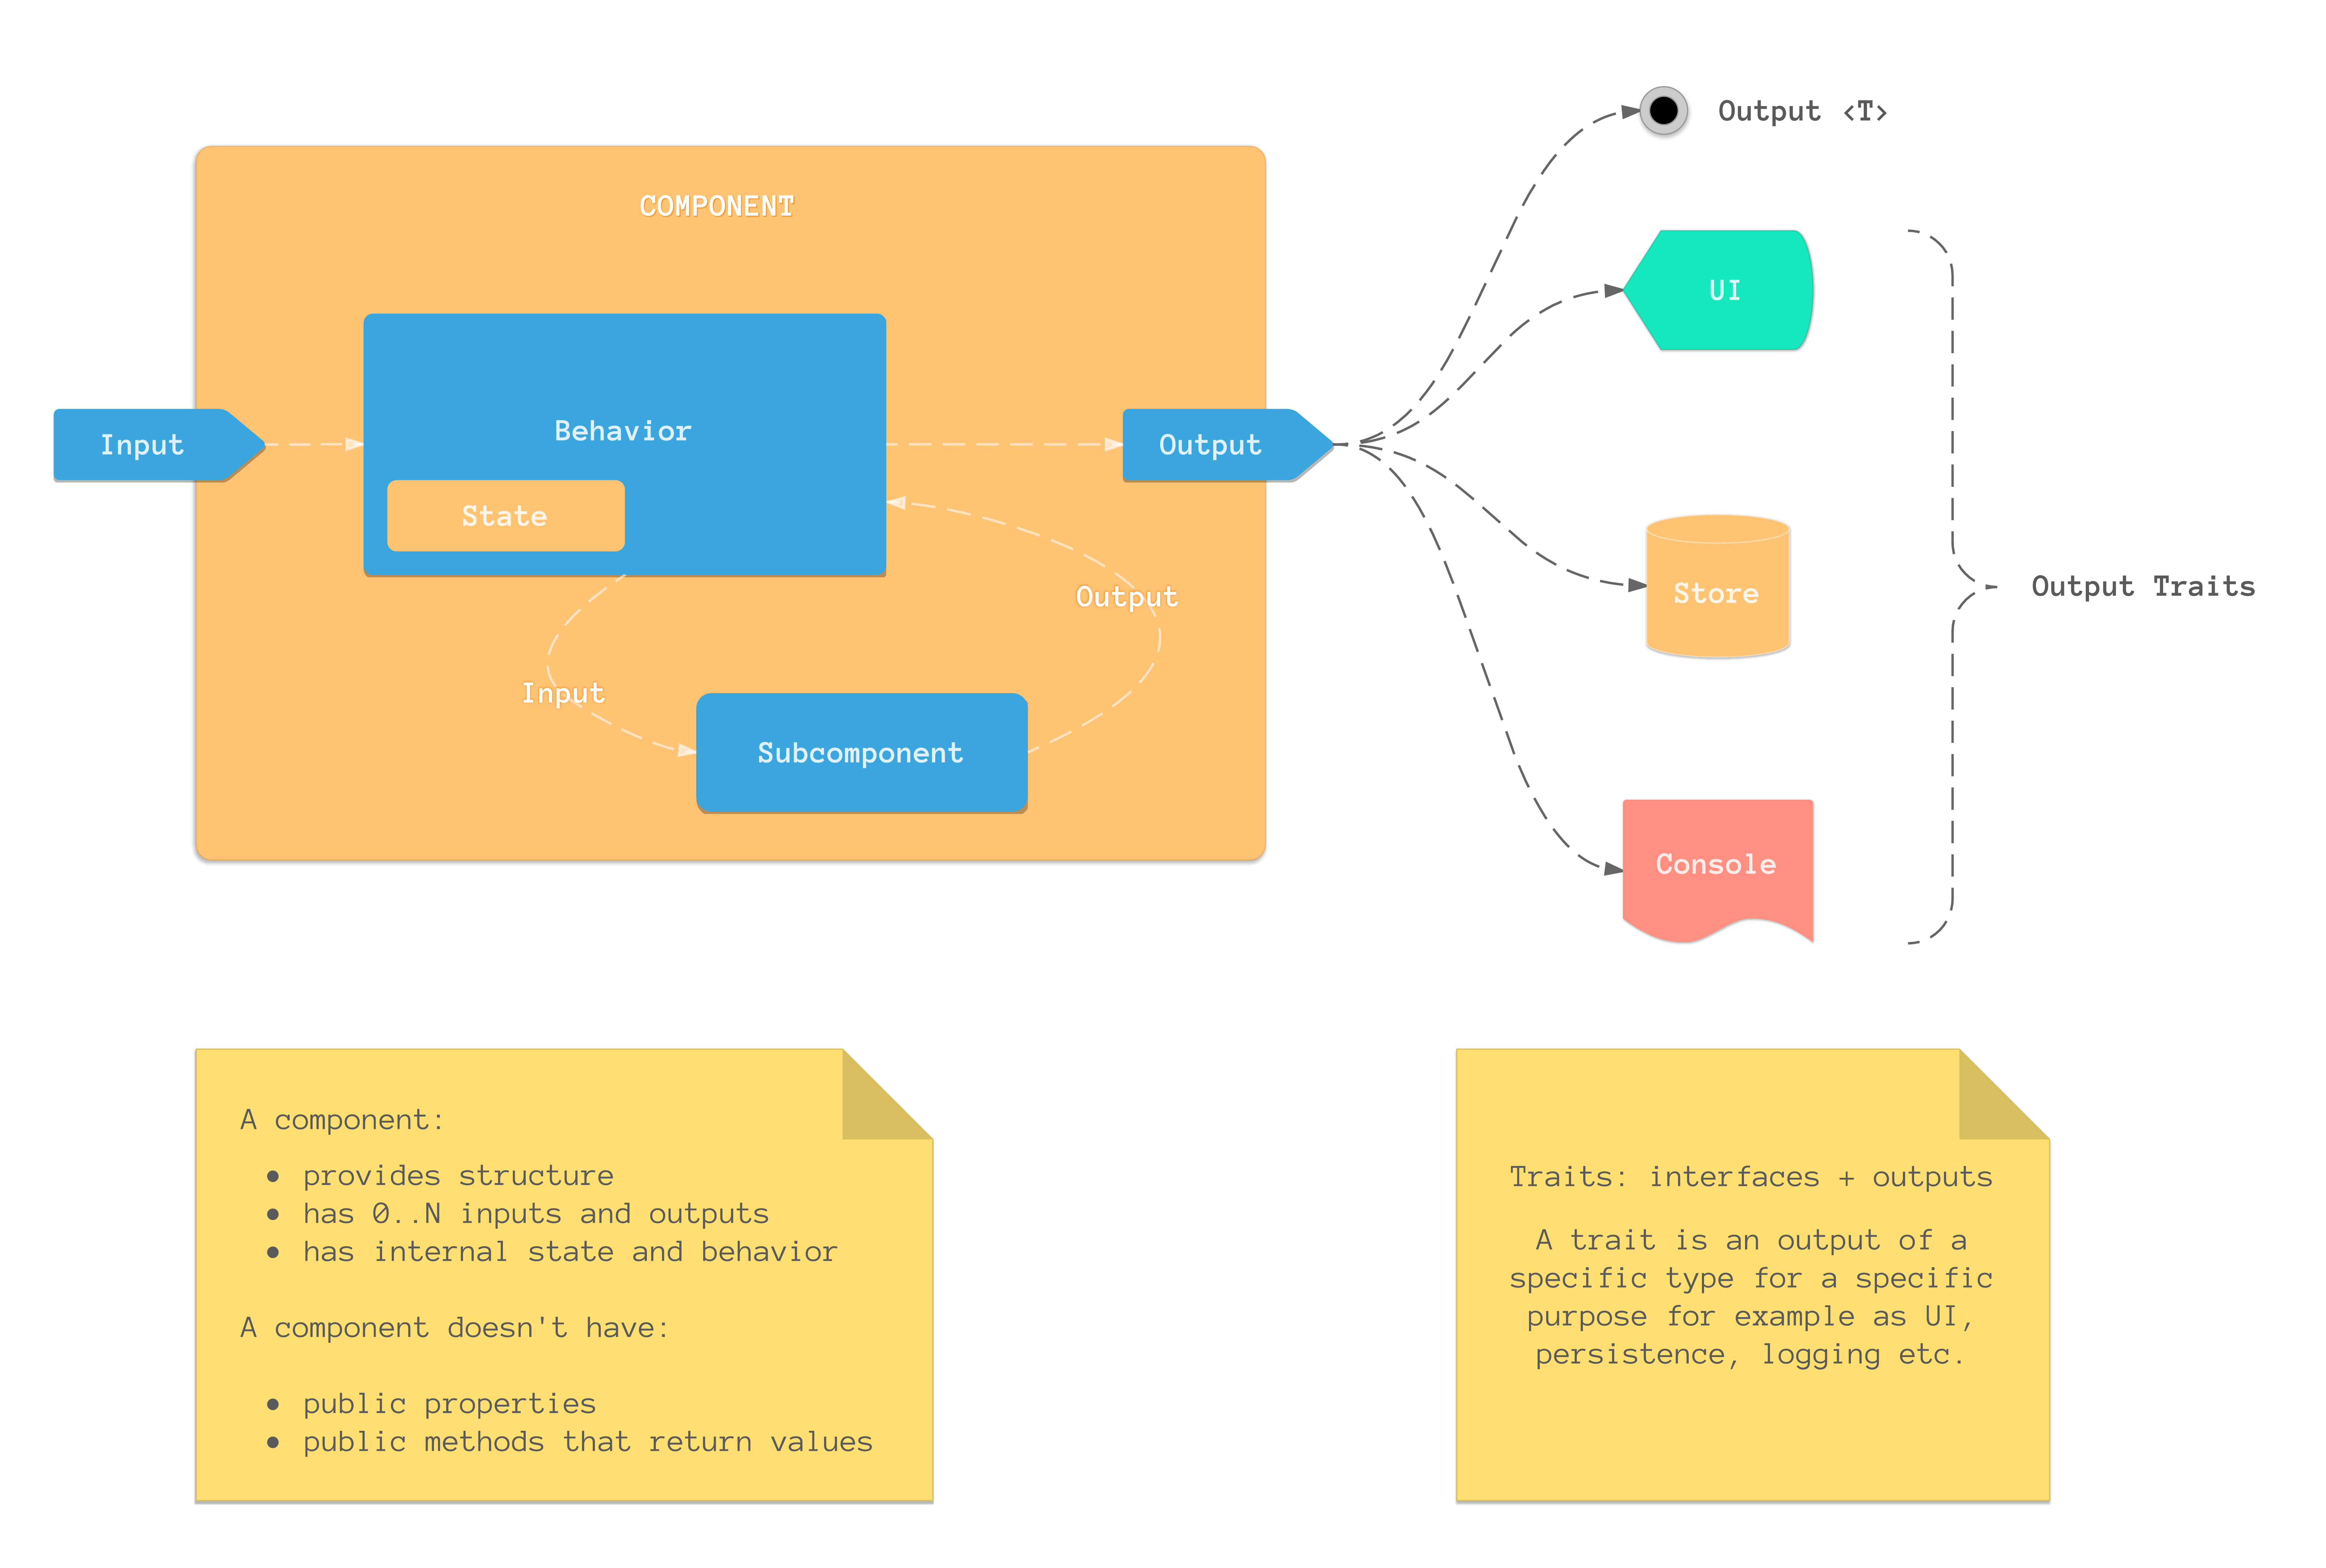 Output <T>
COMPONENT
UI
Behavior
Input
Output
State
Store
Output
Output Traits
Input
Subcomponent
Console
A component:
● provides structure
● has 0..N inputs and outputs
● has internal state and behavior
A component doesn't have:
● public properties
● public methods that return values
Traits: interfaces + outputs
A trait is an output of a
specific type for a specific
purpose for example as UI,
persistence, logging etc.